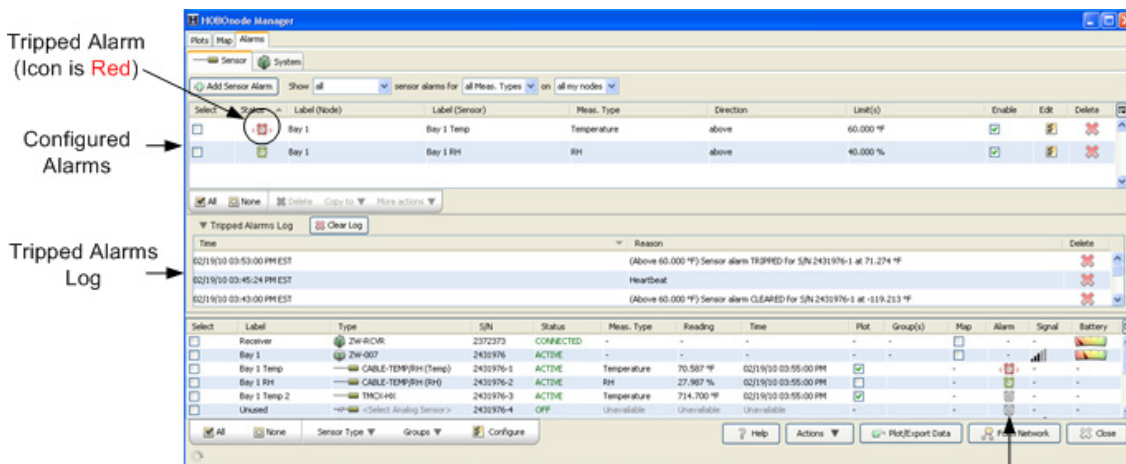 HOBOnode Manager
Plots Map Alarms
Sensor System
Tripped Alarm
(Icon is Red)
Add Sensor Alarm Show all sensor alarms for all Meas. Types on all my nodes
Select Status Label (Node) Label (Sensor) Meas. Type Direction Limit(s) Enable Edit Delete
Bay 1 Bay 1 Temp Temperature above 60.000 °F
Configured
Alarms
Bay 1 Bay 1 RH RH above 40.000 %
All None Delete Copy to More actions
Tripped Alarms Log Clear Log
Tripped Alarms
Log
Time Reason Delete
02/19/10 03:53:00 PM EST (Above 60.000 °F) Sensor alarm TRIPPED for S/N 2431976-1 at 71.274 °F
02/19/10 03:45:24 PM EST Heartbeat
02/19/10 03:43:00 PM EST (Above 60.000 °F) Sensor alarm CLEARED for S/N 2431976-1 at -119.213 °F
Select Label Type S/N Status Meas. Type Reading Time Plot Group(s) Map Alarm Signal Battery
Receiver ZW-RCVR 2372373 CONNECTED - - - - - - -
Bay 1 ZW-007 2431976 ACTIVE - - - - - -
Bay 1 Temp CABLE-TEMP/RH (Temp) 2431976-1 ACTIVE Temperature 70.587 °F 02/19/10 03:55:00 PM - - -
Bay 1 RH CABLE-TEMP/RH (RH) 2431976-2 ACTIVE RH 27.987 % 02/19/10 03:55:00 PM - - -
Bay 1 Temp 2 TMCX-HX 2431976-3 ACTIVE Temperature 714.700 °F 02/19/10 03:55:00 PM - - -
Unused <Select Analog Sensor> 2431976-4 OFF Unavailable Unavailable Unavailable - - - -
All None Sensor Type Groups Configure Help Actions Plot/Export Data Network Close